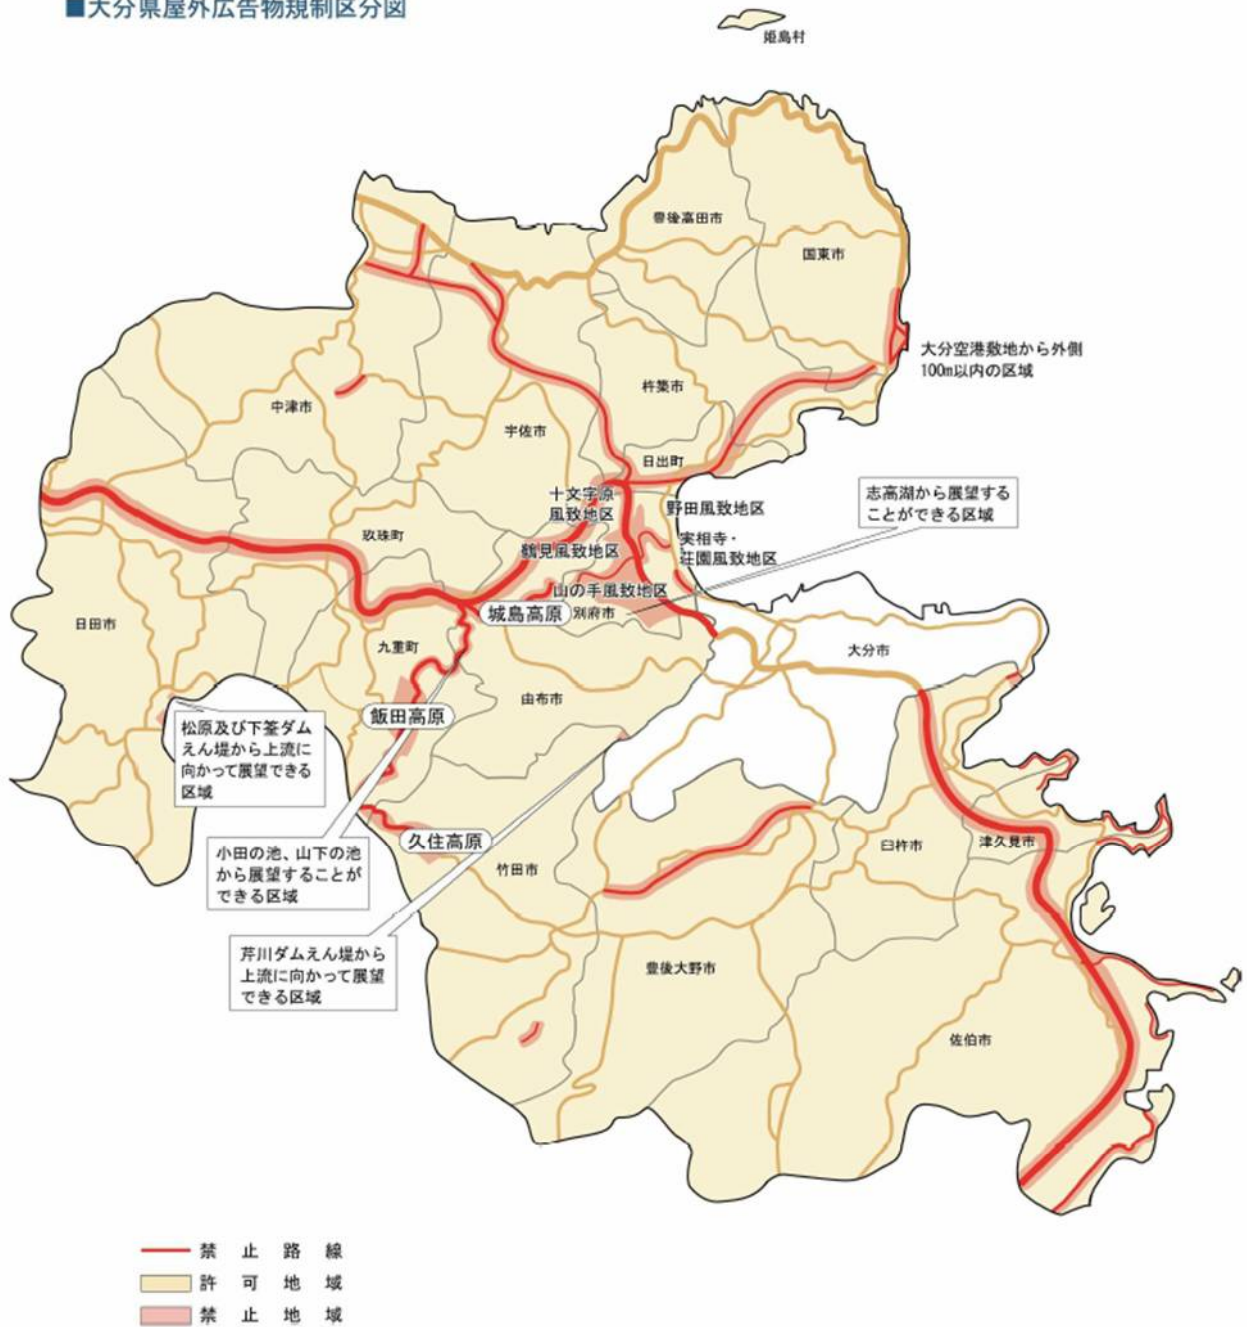 ■大分県屋外広告物規制区分図
姫島村
豊後高田市
国東市
大分空港敷地から外側
100m以内の区域
杵築市
中津市
宇佐市
日出町
志高湖から展望する
ことができる区域
十文字原
風致地区
野田風致地区
玖珠町
実相寺・
荘園風致地区
鶴見風致地区
山の手風致地区
城島高原
別府市
日田市
九重町
大分市
由布市
飯田高原
松原及び下筌ダム
えん堤から上流に
向かって展望できる
区域
久住高原
臼杵市
津久見市
小田の池、山下の池
から展望することが
できる区域
竹田市
芹川ダムえん堤から
上流に向かって展望
できる区域
豊後大野市
佐伯市
禁止路線
許可地域
禁止地域